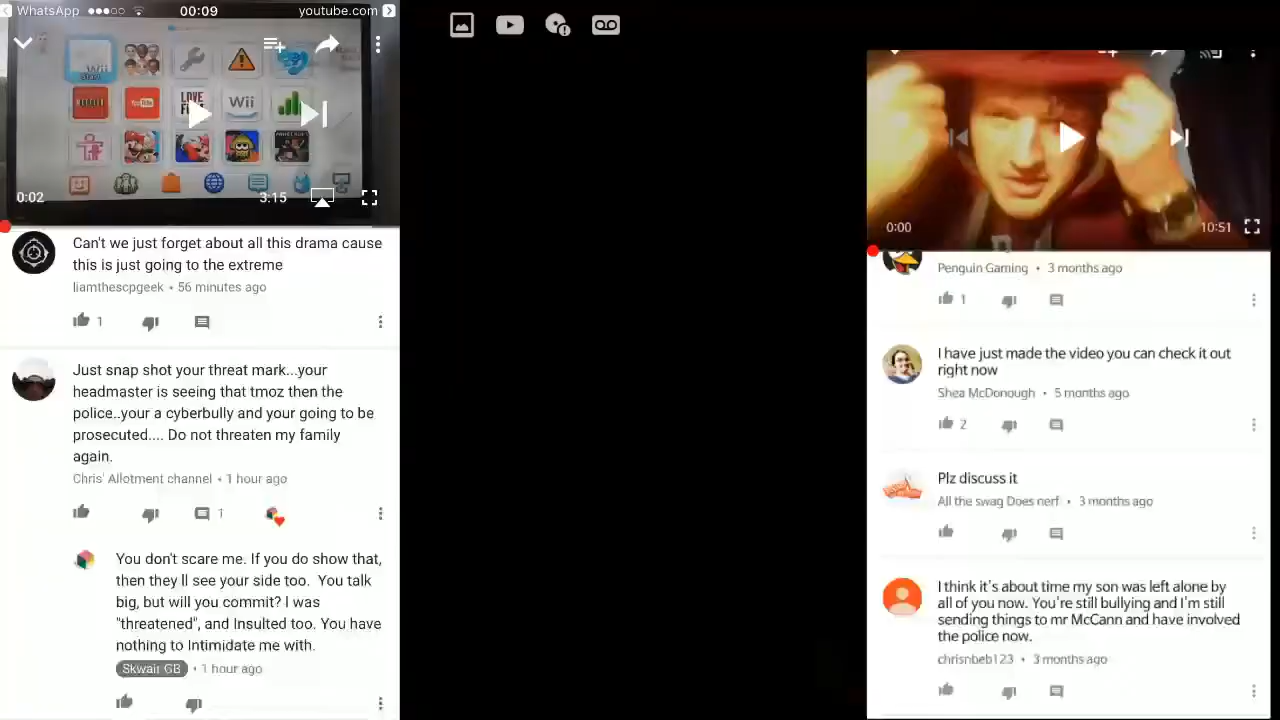 WhatsApp
00:09
youtube.com
Wii
Start
YouTube
Wii
0:02
3:15
Can't we just forget about all this drama cause
this is just going to the extreme
liamthescpgeek • 56 minutes ago
1
Just snap shot your threat mark...your
headmaster is seeing that tmoz then the
police..your a cyberbully and your going to be
prosecuted.... Do not threaten my family
again.
Chris' Allotment channel • 1 hour ago
1
You don't scare me. If you do show that,
then they ll see your side too. You talk
big, but will you commit? I was
"threatened", and Insulted too. You have
nothing to Intimidate me with.
Skwair GB • 1 hour ago
0:00
10:51
Penguin Gaming • 3 months ago
1
I have just made the video you can check it out
right now
Shea McDonough • 5 months ago
2
Plz discuss it
All the swag Does nerf • 3 months ago
I think it's about time my son was left alone by
all of you now. You're still bullying and I'm still
sending things to mr McCann and have involved
the police now.
chrisnbeb123 • 3 months ago